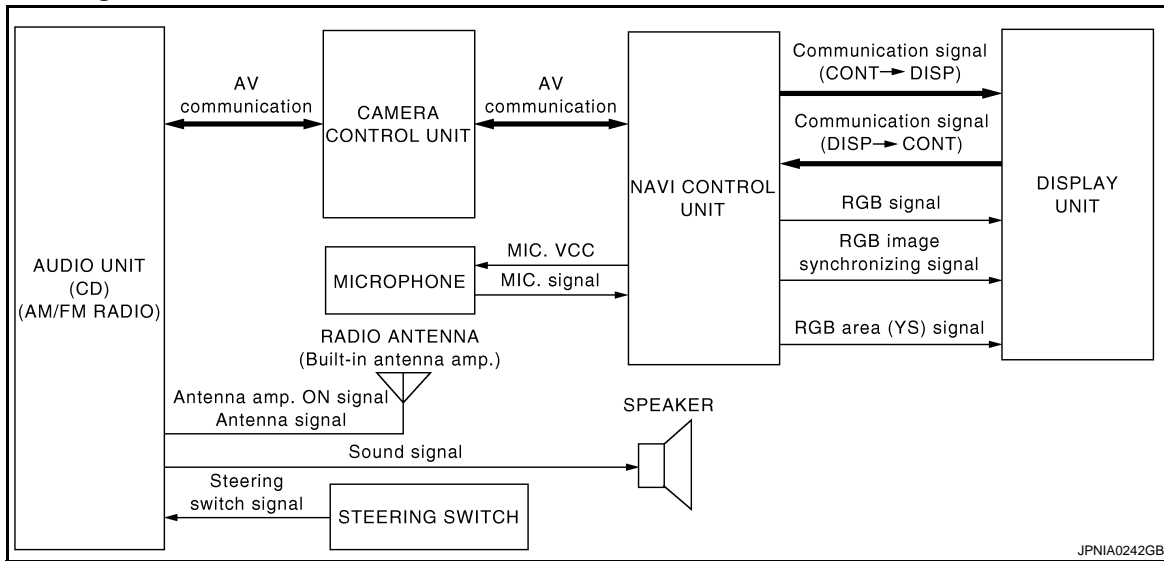 AUDIO UNIT
(CD)
(AM/FM RADIO)
AV
communication
CAMERA
CONTROL UNIT
AV
communication
NAVI CONTROL
UNIT
Communication signal
(CONT→ DISP)
Communication signal
(DISP→ CONT)
RGB signal
RGB image
synchronizing signal
RGB area (YS) signal
DISPLAY
UNIT
MICROPHONE
MIC. VCC
MIC. signal
RADIO ANTENNA
(Built-in antenna amp.)
Antenna amp. ON signal
Antenna signal
SPEAKER
Sound signal
Steering
switch signal
STEERING SWITCH
JPNIA0242GB